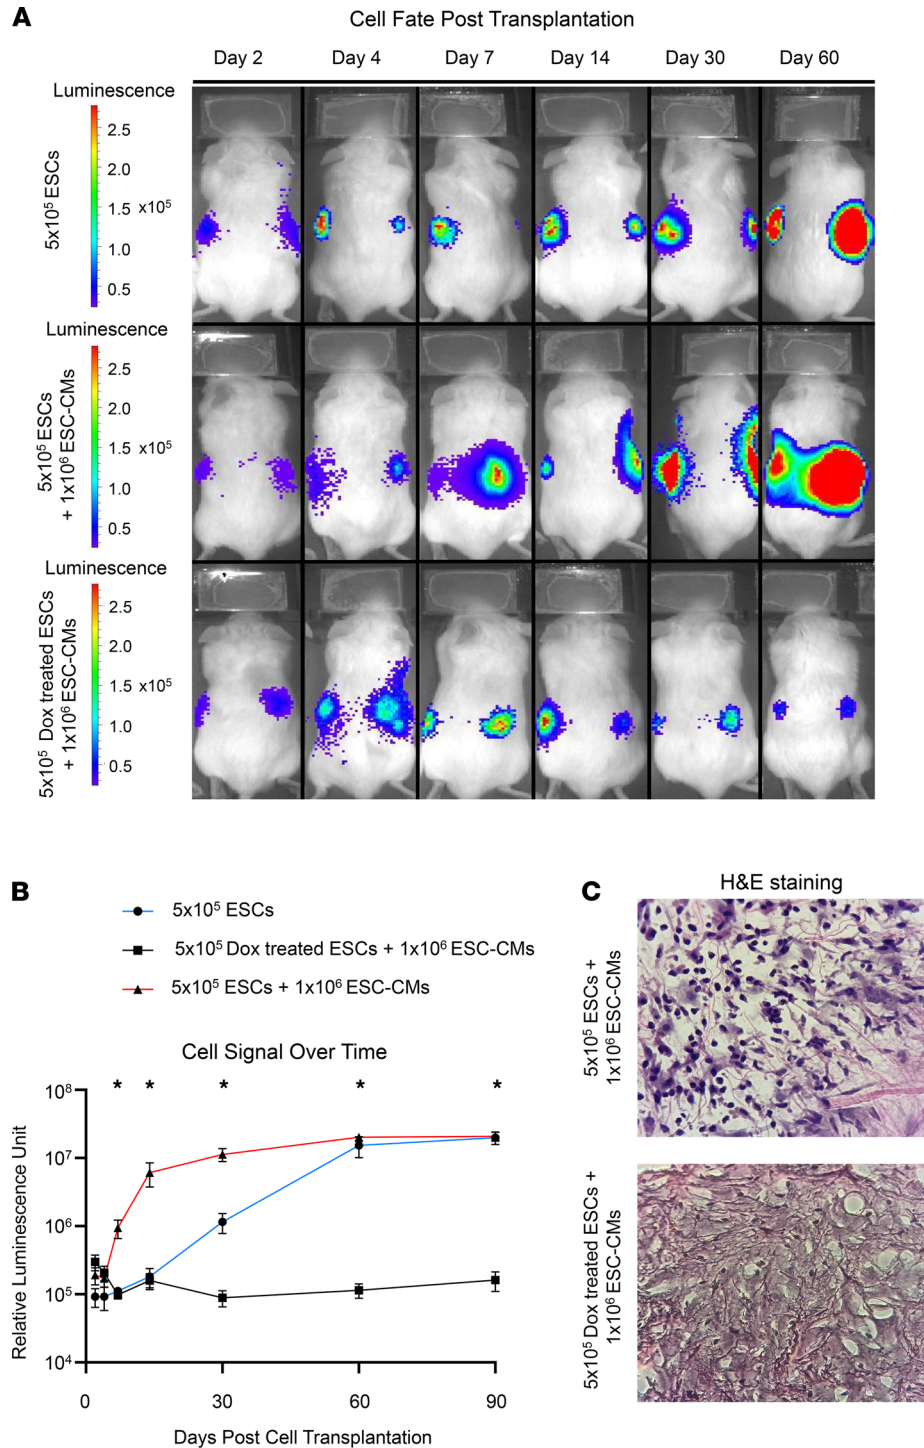 A
Cell Fate Post Transplantation
Day 2 Day 4 Day 7 Day 14 Day 30 Day 60
Luminescence
5x10⁵ ESCs
2.5
2.0
1.5 x10⁵
1.0
0.5
Luminescence
5x10⁵ ESCs
+ 1x10⁶ ESC-CMs
2.5
2.0
1.5 x10⁵
1.0
0.5
Luminescence
5x10⁵ Dox treated ESCs
+ 1x10⁶ ESC-CMs
2.5
2.0
1.5 x10⁵
1.0
0.5
B
5x10⁵ ESCs
5x10⁵ Dox treated ESCs + 1x10⁶ ESC-CMs
5x10⁵ ESCs + 1x10⁶ ESC-CMs
Cell Signal Over Time
* * * * *
Relative Luminescence Unit
10⁸
10⁷
10⁶
10⁵
10⁴
0 30 60 90
Days Post Cell Transplantation
C
H&E staining
5x10⁵ ESCs +
1x10⁶ ESC-CMs
5x10⁵ Dox treated ESCs +
1x10⁶ ESC-CMs